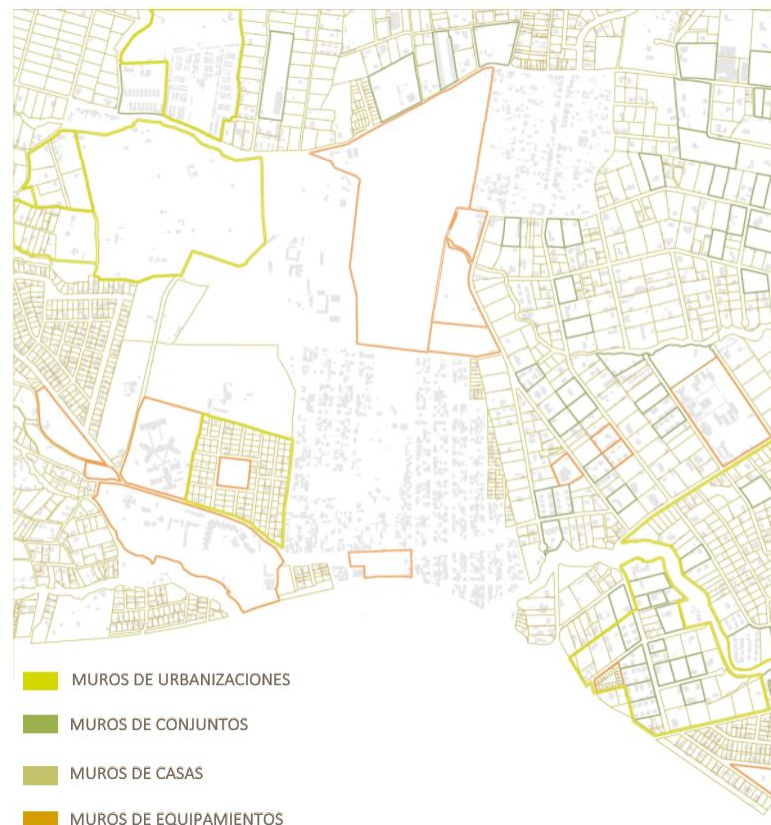 MUROS DE URBANIZACIONES
MUROS DE CONJUNTOS
MUROS DE CASAS
MUROS DE EQUIPAMIENTOS